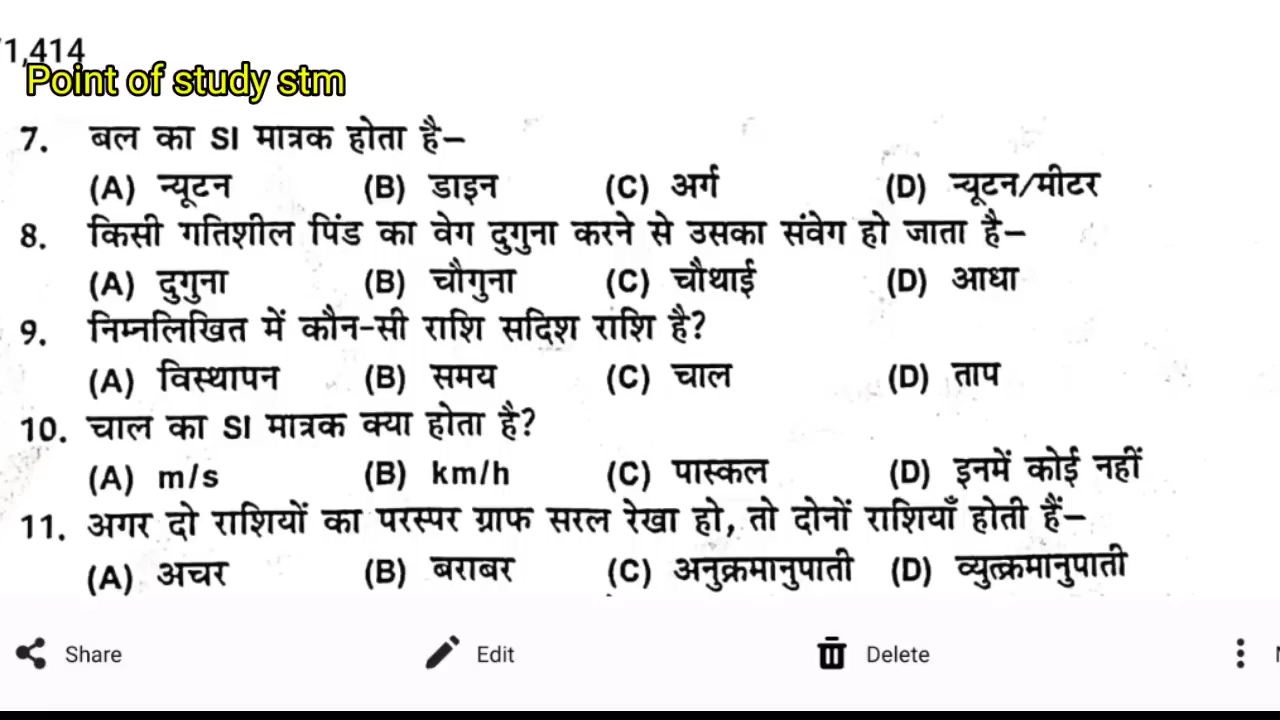 1,414
Point of study stm
7. बल का SI मात्रक होता है–
(A) न्यूटन (B) डाइन (C) अर्ग (D) न्यूटन/मीटर
8. किसी गतिशील पिंड का वेग दुगुना करने से उसका संवेग हो जाता है–
(A) दुगुना (B) चौगुना (C) चौथाई (D) आधा
9. निम्नलिखित में कौन-सी राशि सदिश राशि है?
(A) विस्थापन (B) समय (C) चाल (D) ताप
10. चाल का SI मात्रक क्या होता है?
(A) m/s (B) km/h (C) पास्कल (D) इनमें कोई नहीं
11. अगर दो राशियों का परस्पर ग्राफ सरल रेखा हो, तो दोनों राशियाँ होती हैं–
(A) अचर (B) बराबर (C) अनुक्रमानुपाती (D) व्युत्क्रमानुपाती
Share Edit Delete